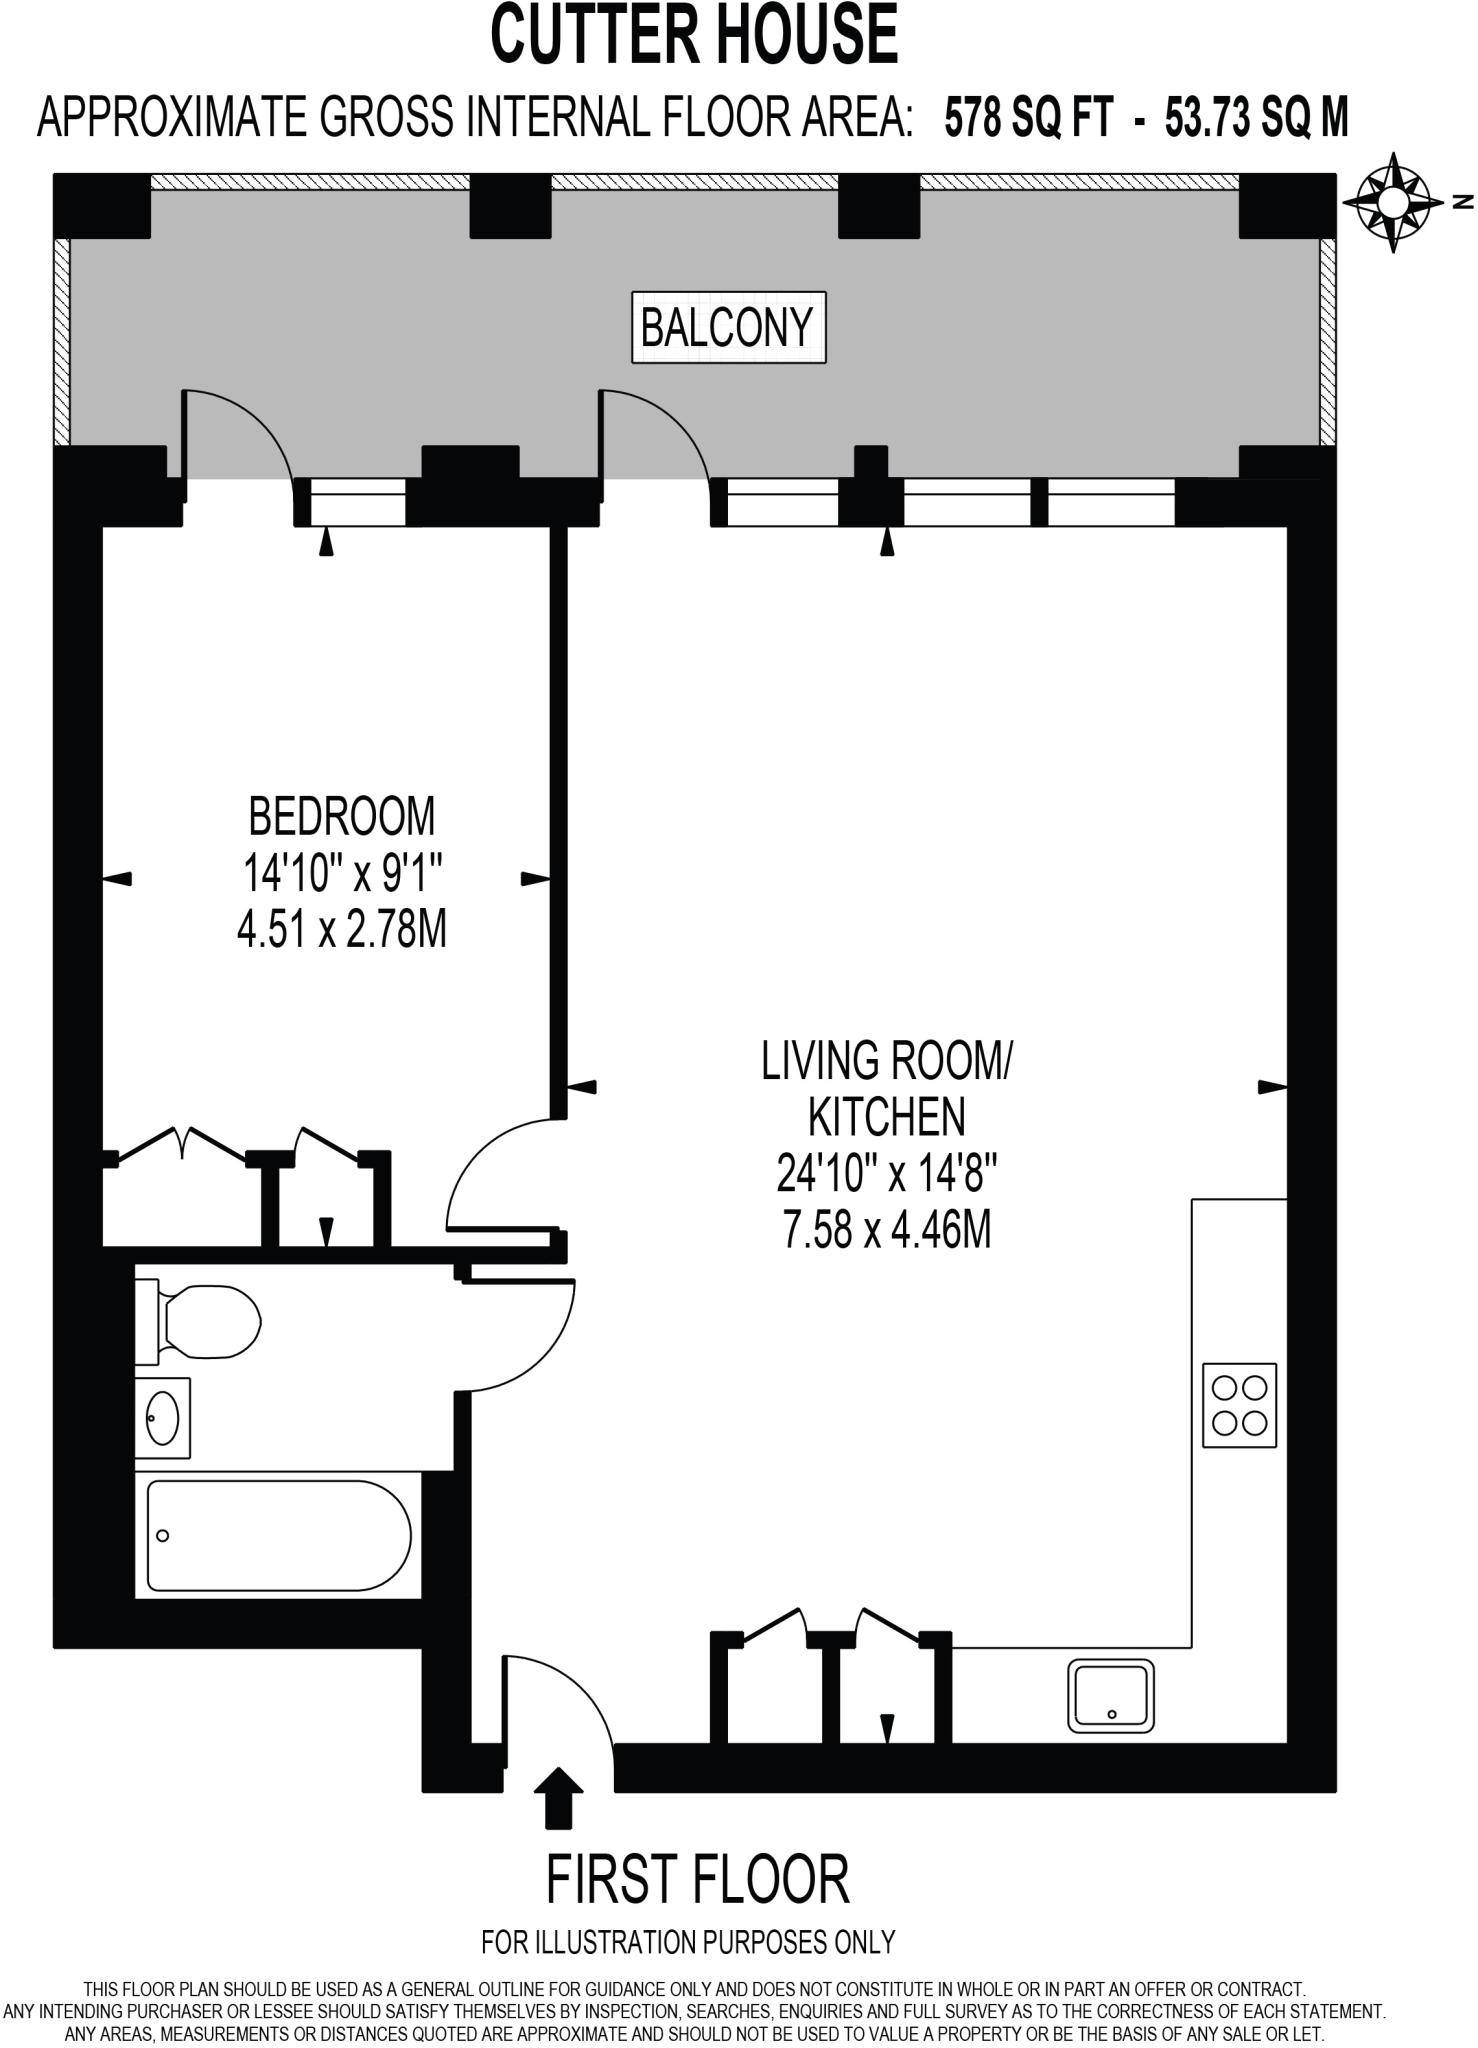 CUTTER HOUSE
APPROXIMATE GROSS INTERNAL FLOOR AREA: 578 SQ FT - 53.73 SQ M
N
BALCONY
BEDROOM
14'10" x 9'1"
4.51 x 2.78M
LIVING ROOM/
KITCHEN
24'10" x 14'8"
7.58 x 4.46M
FIRST FLOOR
FOR ILLUSTRATION PURPOSES ONLY
THIS FLOOR PLAN SHOULD BE USED AS A GENERAL OUTLINE FOR GUIDANCE ONLY AND DOES NOT CONSTITUTE IN WHOLE OR IN PART AN OFFER OR CONTRACT.
ANY INTENDING PURCHASER OR LESSEE SHOULD SATISFY THEMSELVES BY INSPECTION, SEARCHES, ENQUIRIES AND FULL SURVEY AS TO THE CORRECTNESS OF EACH STATEMENT.
ANY AREAS, MEASUREMENTS OR DISTANCES QUOTED ARE APPROXIMATE AND SHOULD NOT BE USED TO VALUE A PROPERTY OR BE THE BASIS OF ANY SALE OR LET.